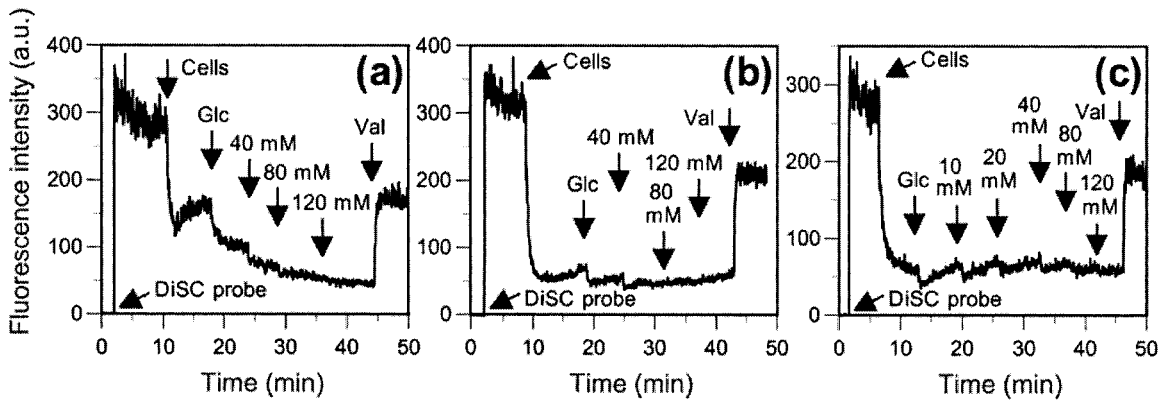 Fluorescence intensity (a.u.)
400
300
200
100
0
(a)
Cells
Glc
40 mM
80 mM
120 mM
Val
DiSC probe
0 10 20 30 40 50
Time (min)
400
300
200
100
0
(b)
Cells
Val
40 mM
Glc
120 mM
80
mM
DiSC probe
0 10 20 30 40 50
Time (min)
300
200
100
0
(c)
Cells
40
mM
Val
80
mM
10
mM
20
mM
Glc
120
mM
DiSC probe
0 10 20 30 40 50
Time (min)